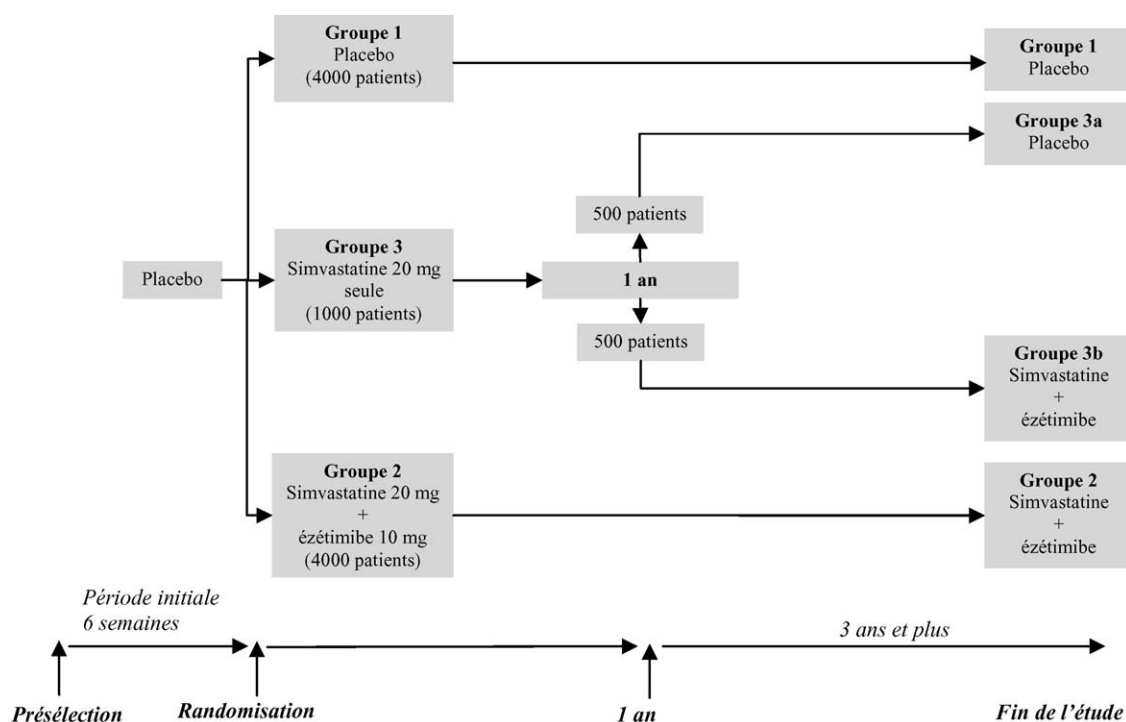 Groupe 1
Placebo
(4000 patients)
Groupe 1
Placebo
Groupe 3a
Placebo
500 patients
Placebo
Groupe 3
Simvastatine 20 mg
seule
(1000 patients)
1 an
500 patients
Groupe 3b
Simvastatine
+
ézétimibe
Groupe 2
Simvastatine 20 mg
+
ézétimibe 10 mg
(4000 patients)
Groupe 2
Simvastatine
+
ézétimibe
Période initiale
6 semaines
3 ans et plus
Présélection
Randomisation
1 an
Fin de l’étude